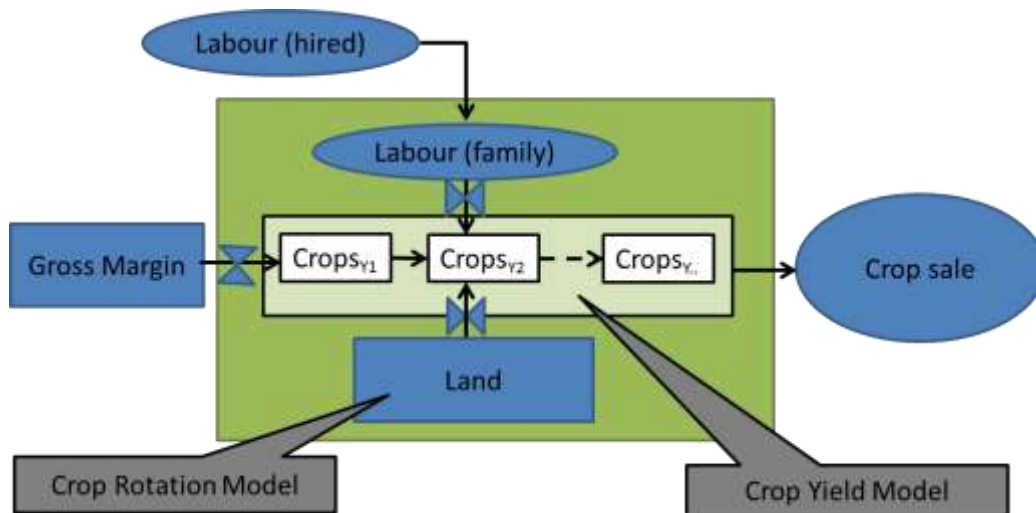 Labour (hired)
Labour (family)
Gross Margin
Crops Y1
Crops Y2
Crops Y..
Crop sale
Land
Crop Rotation Model
Crop Yield Model